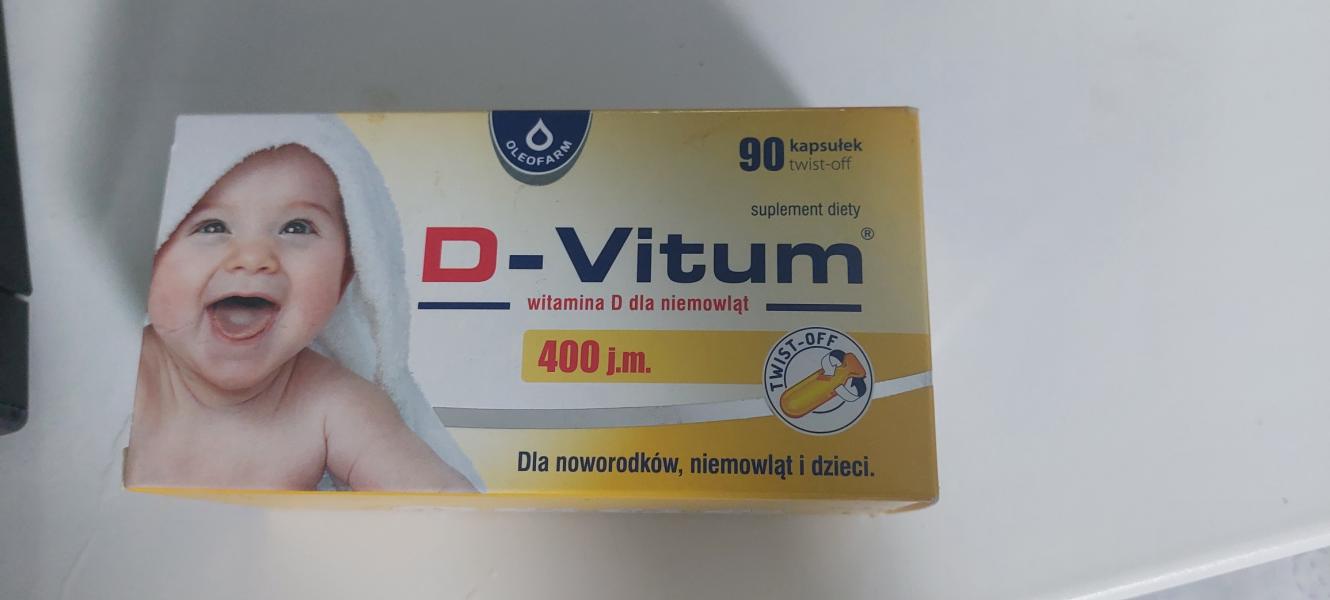 OLEOFARM
90 kapsułek
twist-off
suplement diety
D-Vitum®
witamina D dla niemowląt
400 j.m.
TWIST-OFF
Dla noworodków, niemowląt i dzieci.